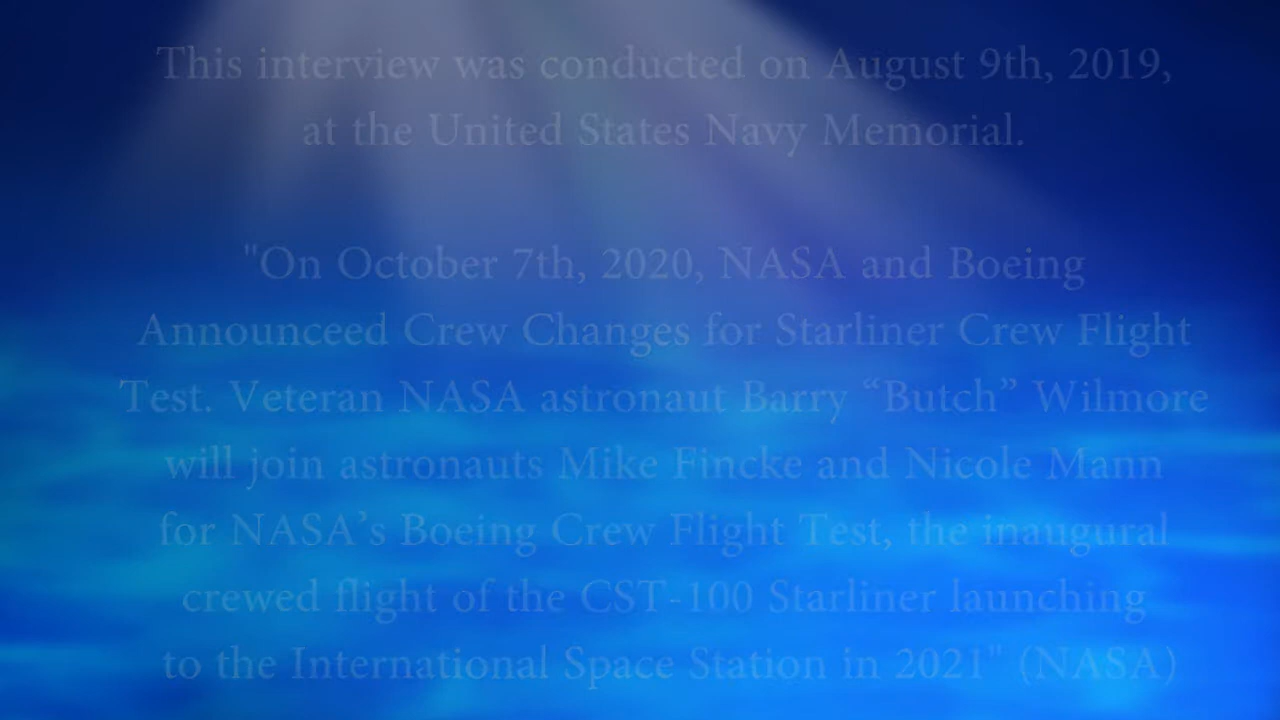 This interview was conducted on August 9th, 2019,
at the United States Navy Memorial.
"On October 7th, 2020, NASA and Boeing
Announceed Crew Changes for Starliner Crew Flight
Test. Veteran NASA astronaut Barry “Butch” Wilmore
will join astronauts Mike Fincke and Nicole Mann
for NASA’s Boeing Crew Flight Test, the inaugural
crewed flight of the CST-100 Starliner launching
to the International Space Station in 2021" (NASA)